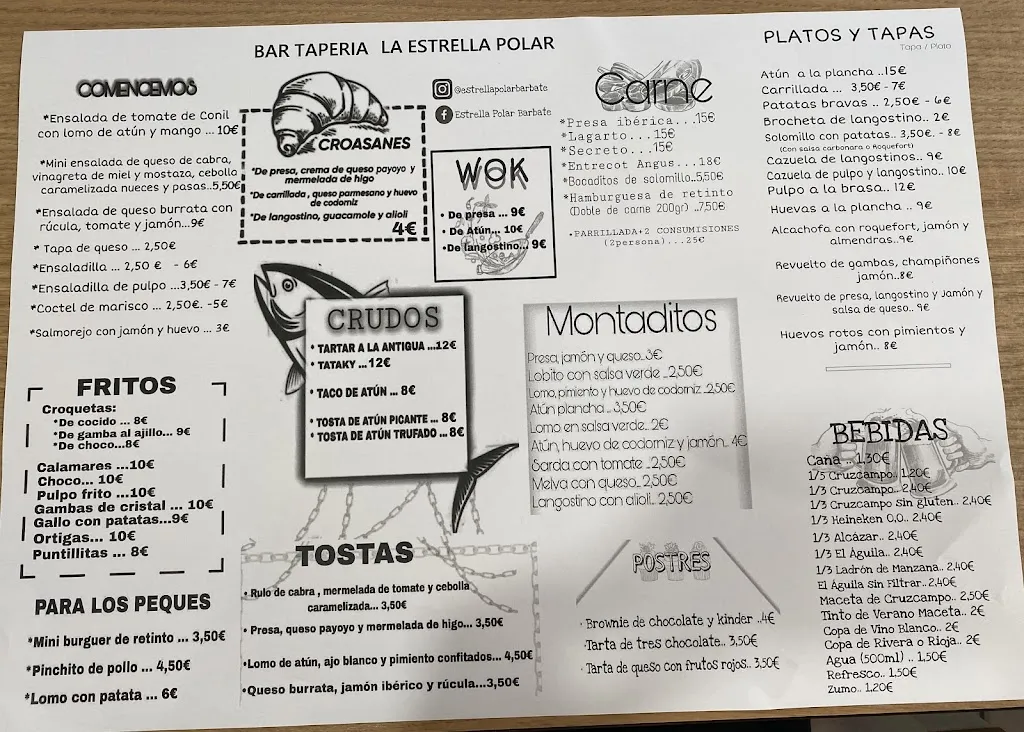 BAR TAPERIA LA ESTRELLA POLAR
COMENCEMOS
*Ensalada de tomate de Conil
con lomo de atún y mango ... 10€
*Mini ensalada de queso de cabra,
vinagreta de miel y mostaza, cebolla
caramelizada nueces y pasas..5,50€
*Ensalada de queso burrata con
rúcula, tomate y jamón...9€
* Tapa de queso ... 2,50€
*Ensaladilla ... 2,50 € - 6€
*Ensaladilla de pulpo ...3,50€ - 7€
*Coctel de marisco ... 2,50€. -5€
*Salmorejo con jamón y huevo ... 3€
FRITOS
Croquetas:
*De cocido ... 8€
*De gamba al ajillo... 9€
*De choco...8€
Calamares ...10€
Choco... 10€
Pulpo frito ...10€
Gambas de cristal ... 10€
Gallo con patatas...9€
Ortigas... 10€
Puntillitas ... 8€
PARA LOS PEQUES
*Mini burguer de retinto ... 3,50€
*Pinchito de pollo ... 4,50€
*Lomo con patata ... 6€
CROASANES
*De presa, crema de queso payoyo y
mermelada de higo
*De carrillada , queso parmesano y huevo
de codorniz
*De langostino, guacamole y alioli
4€
@estrellapolarbarbate
Estrella Polar Barbate
WOK
• De presa ... 9€
• De Atún... 10€
•De langostino... 9€
CRUDOS
* TARTAR A LA ANTIGUA ...12€
* TATAKY ...12€
* TACO DE ATÚN ... 8€
* TOSTA DE ATÚN PICANTE ... 8€
* TOSTA DE ATÚN TRUFADO ... 8€
TOSTAS
• Rulo de cabra , mermelada de tomate y cebolla
caramelizada... 3,50€
• Presa, queso payoyo y mermelada de higo...3,50€
•Lomo de atún, ajo blanco y pimiento confitados... 4,50€
•Queso burrata, jamón ibérico y rúcula...3,50€
Carne
*Presa ibérica...15€
*Lagarto...15€
*Secreto...15€
*Entrecot Angus...18€
*Bocaditos de solomillo..5,50€
*Hamburguesa de retinto
(Doble de carne 200gr)..7,50€
•PARRILLADA+2 CONSUMISIONES
(2persona)...25€
Montaditos
Presa, jamón y queso...3€
Lobito con salsa verde ...2,50€
Lomo, pimiento y huevo de codorniz ...2,50€
Atún plancha ... 3,50€
Lomo en salsa verde... 2€
Atún, huevo de codorniz y jamón.. 4€
Sarda con tomate ...2,50€
Melva con queso...2,50€
Langostino con alioli...2,50€
POSTRES
• Brownie de chocolate y kinder ..4€
•Tarta de tres chocolate.. 3,50€
•Tarta de queso con frutos rojos.. 3,50€
PLATOS Y TAPAS
Tapa / Plato
Atún a la plancha ..15€
Carrillada ... 3,50€- 7€
Patatas bravas .. 2,50€ - 6€
Brocheta de langostino.. 2€
Solomillo con patatas..3,50€. - 8€
(Con salsa carbonara o Roquefort)
Cazuela de langostinos.. 9€
Cazuela de pulpo y langostino.. 10€
Pulpo a la brasa.. 12€
Huevas a la plancha .. 9€
Alcachofa con roquefort, jamón y
almendras..9€
Revuelto de gambas, champiñones
jamón..8€
Revuelto de presa, langostino y Jamón y
salsa de queso.. 9€
Huevos rotos con pimientos y
jamón.. 8€
BEBIDAS
Caña .. 1,30€
1/5 Cruzcampo.. 1,20€
1/3 Cruzcampo.. 2,40€
1/3 Cruzcampo Sin gluten.. 2,40€
1/3 Heineken 0,0.. 2,40€
1/3 Alcázar.. 2,40€
1/3 El Águila.. 2,40€
1/3 Ladrón de Manzana.. 2,40€
El Águila Sin Filtrar..2,40€
Maceta de Cruzcampo.. 2,50€
Tinto de Verano Maceta.. 2€
Copa de Vino Blanco.. 2€
Copa de Rivera o Rioja.. 2€
Agua (500ml) .. 1,50€
Refresco.. 1,50€
Zumo.. 1,20€